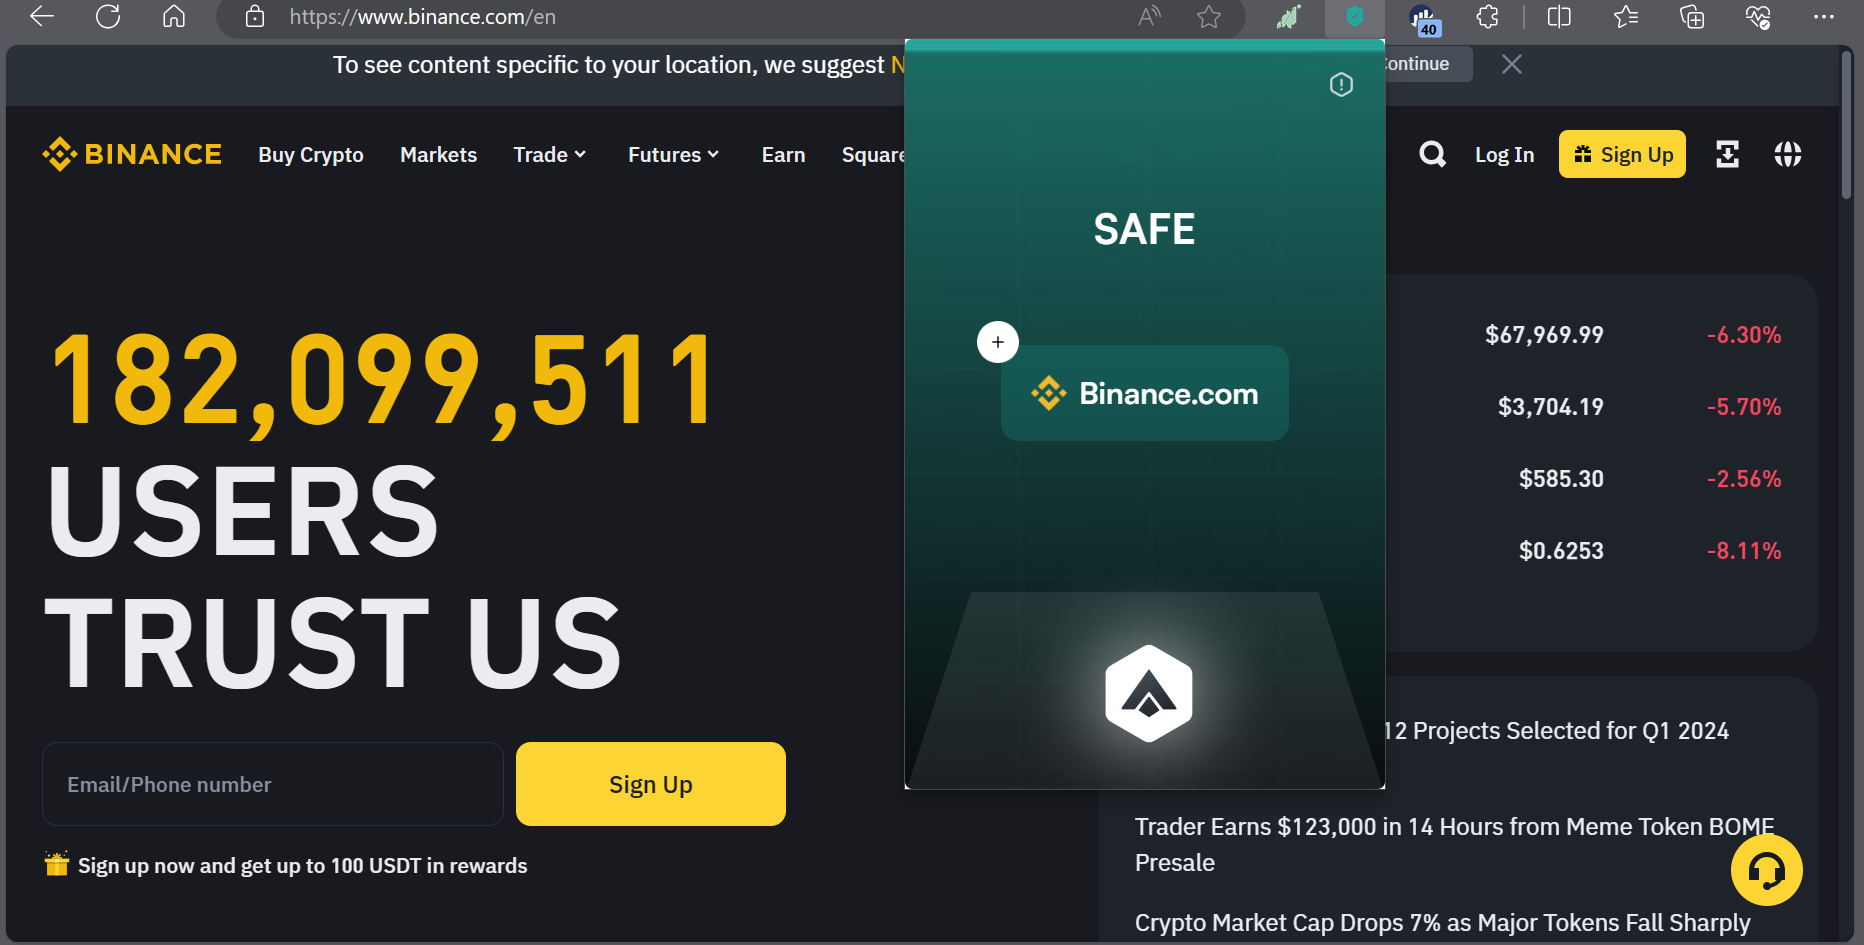 https://www.binance.com/en
40
To see content specific to your location, we suggest
Continue
BINANCE
Buy Crypto
Markets
Trade
Futures
Earn
Square
Log In
Sign Up
SAFE
Binance.com
182,099,511
USERS
TRUST US
Email/Phone number
Sign Up
Sign up now and get up to 100 USDT in rewards
$67,969.99 -6.30%
$3,704.19 -5.70%
$585.30 -2.56%
$0.6253 -8.11%
12 Projects Selected for Q1 2024
Trader Earns $123,000 in 14 Hours from Meme Token BOME
Presale
Crypto Market Cap Drops 7% as Major Tokens Fall Sharply